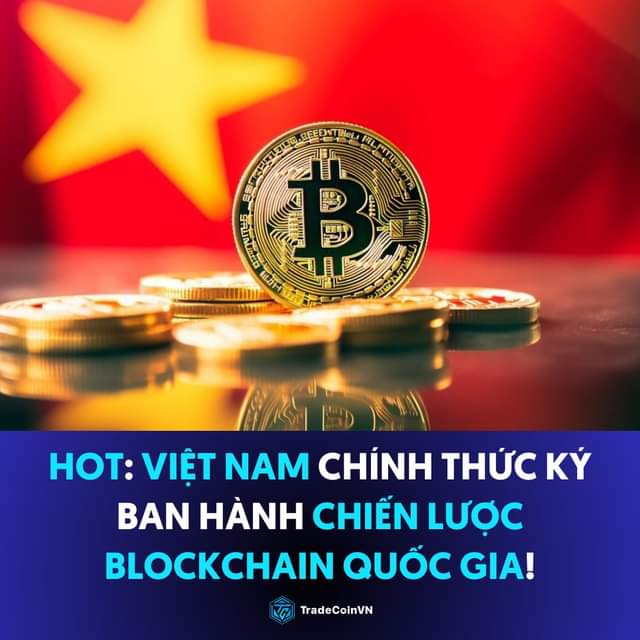 HOT: VIỆT NAM CHÍNH THỨC KÝ
BAN HÀNH CHIẾN LƯỢC
BLOCKCHAIN QUỐC GIA!
TradeCoinVN